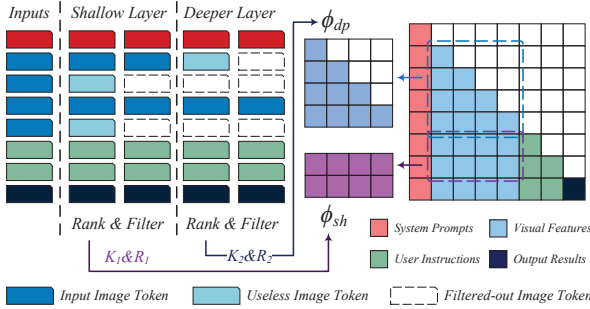 Inputs Shallow Layer Deeper Layer
ϕdp
ϕsh
Rank & Filter Rank & Filter
K1&R1 K2&R2
System Prompts Visual Features
User Instructions Output Results
Input Image Token Useless Image Token Filtered-out Image Token